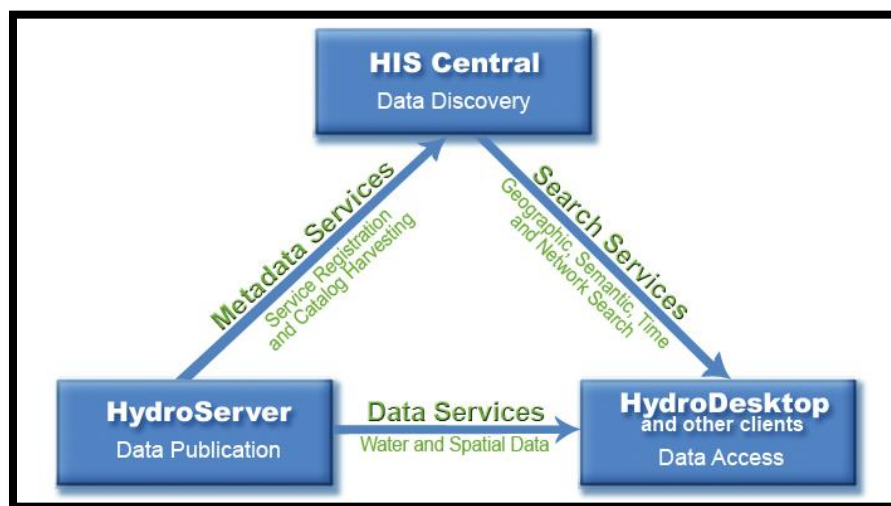 HIS Central
Data Discovery
Metadata Services
Service Registration
and Catalog Harvesting
Search Services
Geographic, Semantic, Time
and Network Search
HydroServer
Data Publication
Data Services
Water and Spatial Data
HydroDesktop
and other clients
Data Access